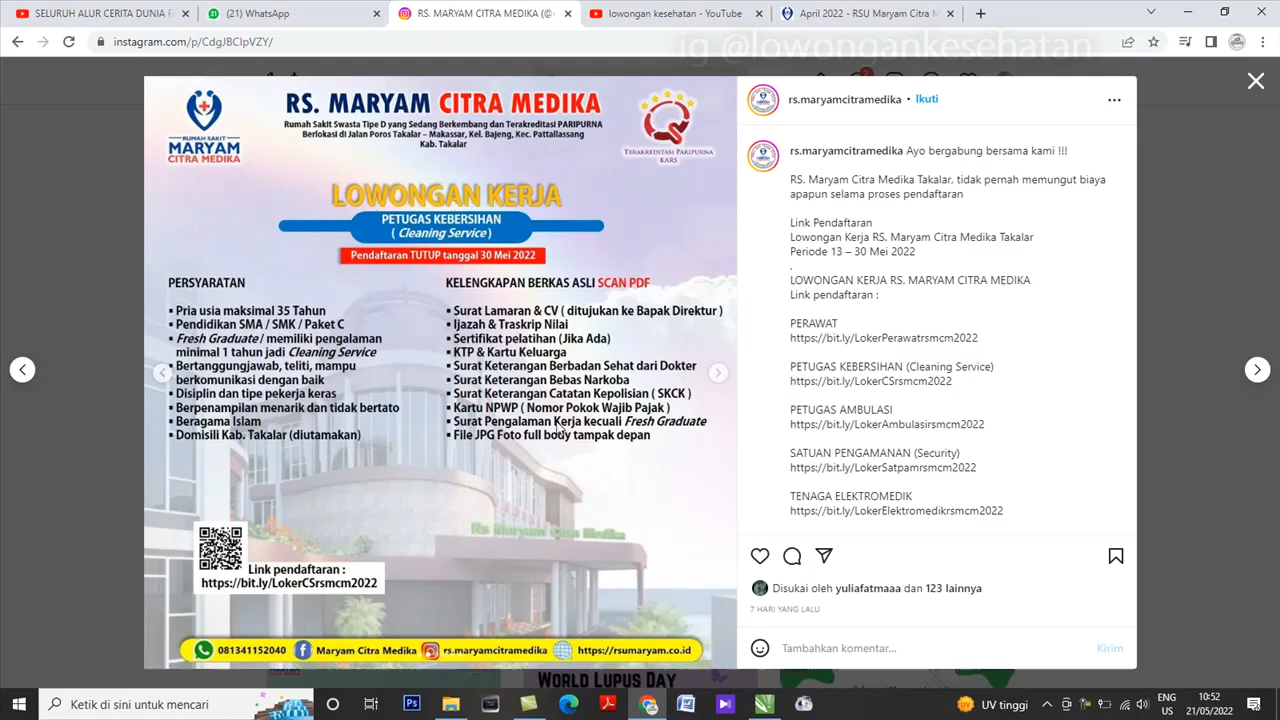 SELURUH ALUR CERITA DUNIA F
(21) WhatsApp
RS. MARYAM CITRA MEDIKA (@r
lowongan kesehatan - YouTube
April 2022 - RSU Maryam Citra M
instagram.com/p/CdgJBCIpVZY/
ig @lowongankesehatan
RS. MARYAM CITRA MEDIKA
Rumah Sakit Swasta Tipe D yang Sedang Berkembang dan Terakreditasi PARIPURNA
Berlokasi di Jalan Poros Takalar – Makassar, Kel. Bajeng, Kec. Pattallassang
Kab. Takalar
RUMAH SAKIT
MARYAM
CITRA MEDIKA
TERAKREDITASI PARIPURNA
KARS
LOWONGAN KERJA
PETUGAS KEBERSIHAN
( Cleaning Service )
Pendaftaran TUTUP tanggal 30 Mei 2022
PERSYARATAN
▪ Pria usia maksimal 35 Tahun
▪ Pendidikan SMA / SMK / Paket C
▪ Fresh Graduate / memiliki pengalaman
minimal 1 tahun jadi Cleaning Service
▪ Bertanggungjawab, teliti, mampu
berkomunikasi dengan baik
▪ Disiplin dan tipe pekerja keras
▪ Berpenampilan menarik dan tidak bertato
▪ Beragama Islam
▪ Domisili Kab. Takalar (diutamakan)
KELENGKAPAN BERKAS ASLI SCAN PDF
▪ Surat Lamaran & CV ( ditujukan ke Bapak Direktur )
▪ Ijazah & Traskrip Nilai
▪ Sertifikat pelatihan (Jika Ada)
▪ KTP & Kartu Keluarga
▪ Surat Keterangan Berbadan Sehat dari Dokter
▪ Surat Keterangan Bebas Narkoba
▪ Surat Keterangan Catatan Kepolisian ( SKCK )
▪ Kartu NPWP ( Nomor Pokok Wajib Pajak )
▪ Surat Pengalaman Kerja kecuali Fresh Graduate
▪ File JPG Foto full body tampak depan
Rs Maryam Citra Medika
Link pendaftaran :
https://bit.ly/LokerCSrsmcm2022
081341152040
Maryam Citra Medika
rs.maryamcitramedika
https://rsumaryam.co.id
rs.maryamcitramedika • Ikuti
rs.maryamcitramedika Ayo bergabung bersama kami !!!
RS. Maryam Citra Medika Takalar, tidak pernah memungut biaya
apapun selama proses pendaftaran
Link Pendaftaran
Lowongan Kerja RS. Maryam Citra Medika Takalar
Periode 13 – 30 Mei 2022
.
LOWONGAN KERJA RS. MARYAM CITRA MEDIKA
Link pendaftaran :
PERAWAT
https://bit.ly/LokerPerawatrsmcm2022
PETUGAS KEBERSIHAN (Cleaning Service)
https://bit.ly/LokerCSrsmcm2022
PETUGAS AMBULASI
https://bit.ly/LokerAmbulasirsmcm2022
SATUAN PENGAMANAN (Security)
https://bit.ly/LokerSatpamrsmcm2022
TENAGA ELEKTROMEDIK
https://bit.ly/LokerElektromedikrsmcm2022
Disukai oleh yuliafatmaaa dan 123 lainnya
7 HARI YANG LALU
Tambahkan komentar...
Kirim
WORLD LUPUS DAY
Ketik di sini untuk mencari
UV tinggi
ENG
US
10:52
21/05/2022